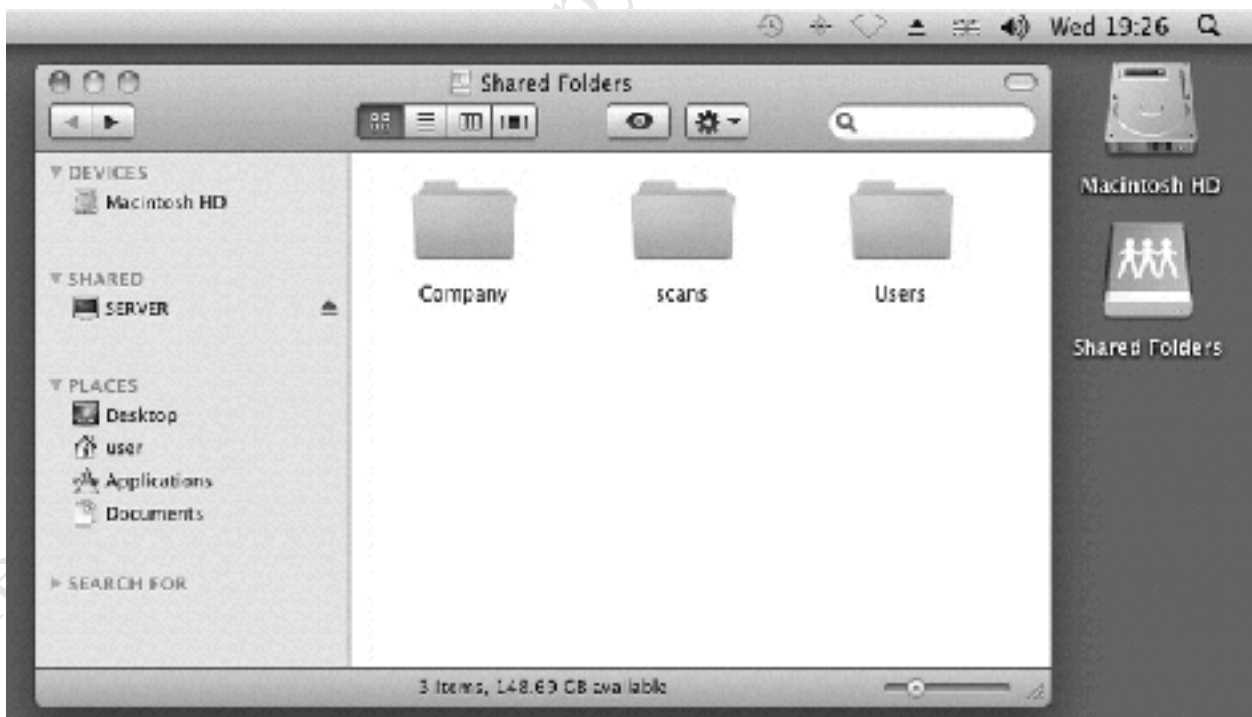 Wed 19:26
Shared Folders
DEVICES
Macintosh HD
SHARED
SERVER
PLACES
Desktop
user
Applications
Documents
SEARCH FOR
Company
scans
Users
3 items, 148.69 GB available
Macintosh HD
Shared Folders